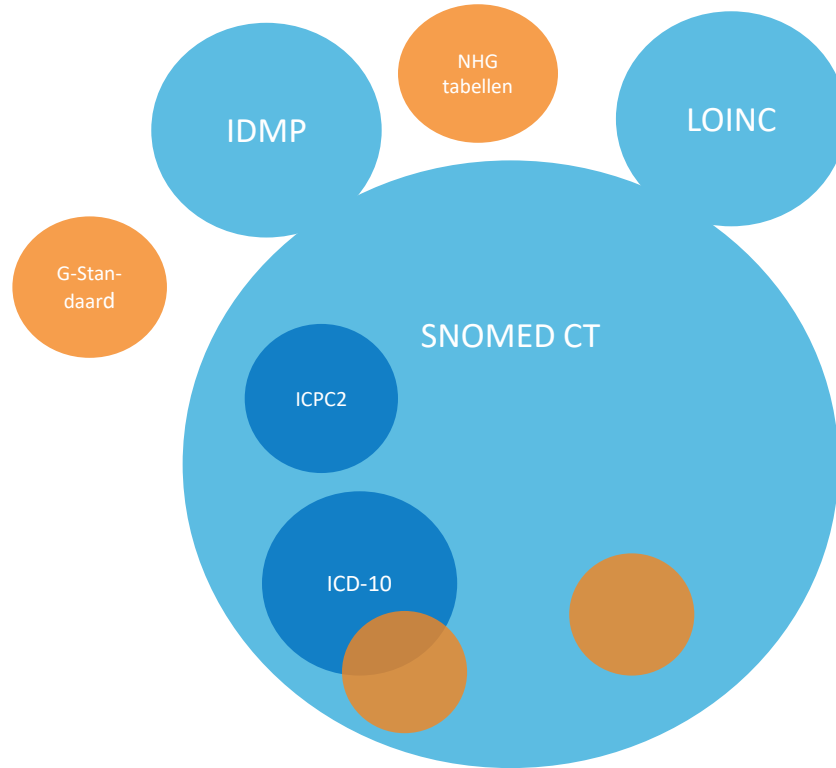 NHG
tabellen
IDMP
LOINC
G-Stan-
daard
SNOMED CT
ICPC2
ICD-10